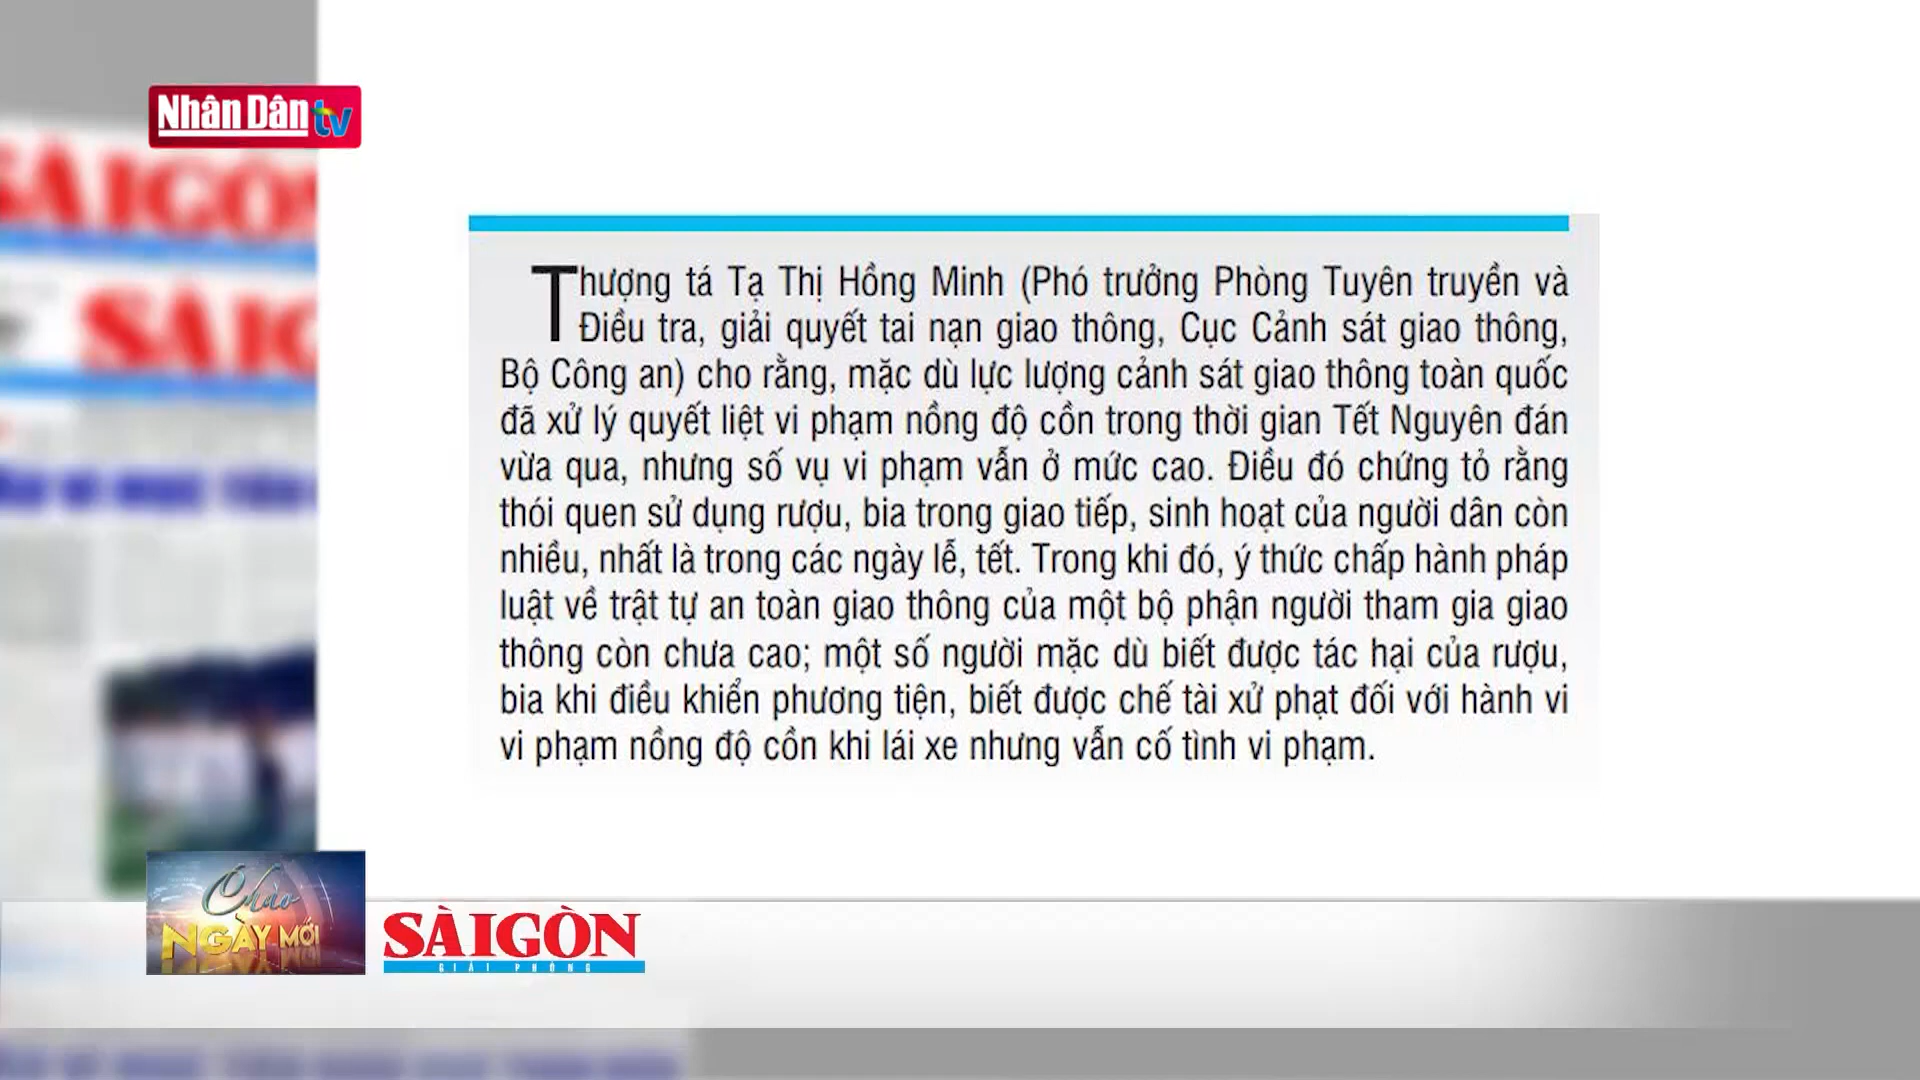 Nhân Dân tv
Thượng tá Tạ Thị Hồng Minh (Phó trưởng Phòng Tuyên truyền và
Điều tra, giải quyết tai nạn giao thông, Cục Cảnh sát giao thông,
Bộ Công an) cho rằng, mặc dù lực lượng cảnh sát giao thông toàn quốc
đã xử lý quyết liệt vi phạm nồng độ cồn trong thời gian Tết Nguyên đán
vừa qua, nhưng số vụ vi phạm vẫn ở mức cao. Điều đó chứng tỏ rằng
thói quen sử dụng rượu, bia trong giao tiếp, sinh hoạt của người dân còn
nhiều, nhất là trong các ngày lễ, tết. Trong khi đó, ý thức chấp hành pháp
luật về trật tự an toàn giao thông của một bộ phận người tham gia giao
thông còn chưa cao; một số người mặc dù biết được tác hại của rượu,
bia khi điều khiển phương tiện, biết được chế tài xử phạt đối với hành vi
vi phạm nồng độ cồn khi lái xe nhưng vẫn cố tình vi phạm.
Chào
NGÀY MỚI
SÀIGÒN
GIẢI PHÓNG
SÀIGÒN
SÀIG